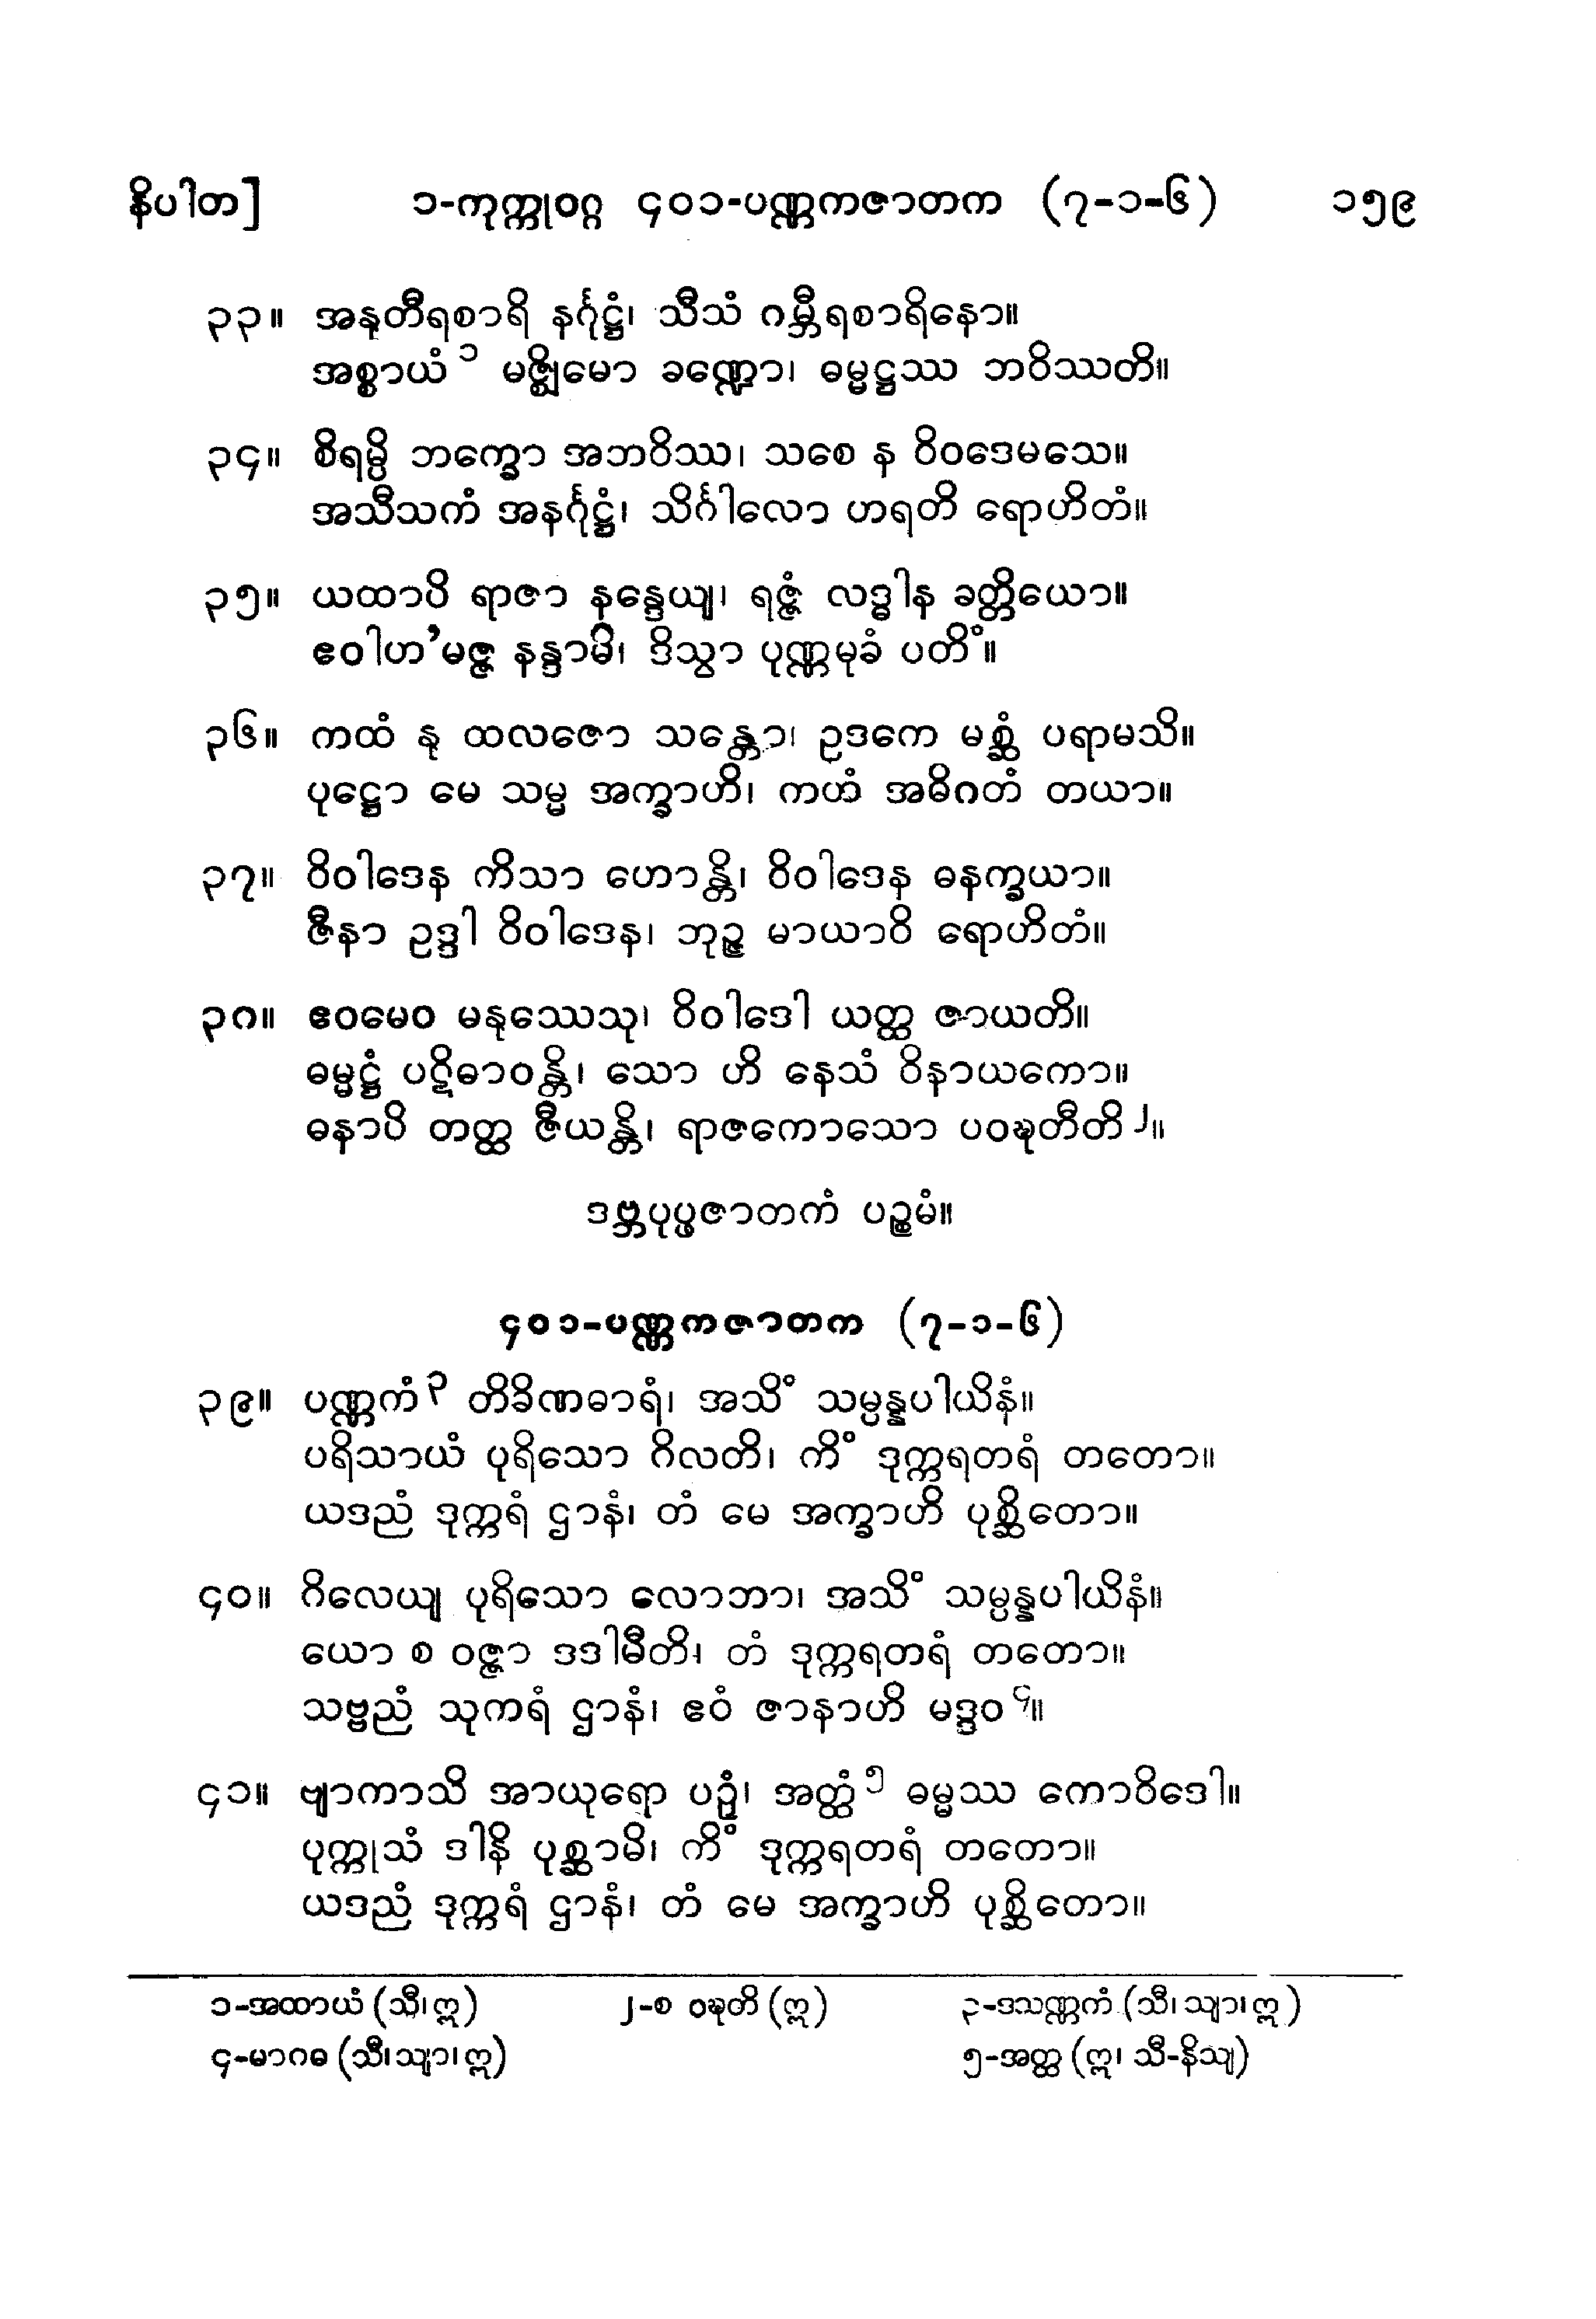 နိပါတ]	၁-ကုက္ကုဝဂ္ဂ ၄၀၁-ပဏ္ဏကဇာတက (၇-၁-၆)	၁၅၉
၃၃။ အနုတီရစာရိ နင်္ဂုဋ္ဌံ၊ သီသံ ဂမ္ဘီရစာရိနော။
အစ္စာယံ ၁ မဇ္ဈိမော ခဏ္ဍော၊ ဓမ္မဋ္ဌဿ ဘဝိဿတိ။
၃၄။ စိရမ္ပိ ဘက္ခော အဘဝိဿ၊ သစေ န ဝိဝဒေမသေ။
အသီသကံ အနင်္ဂုဋ္ဌံ၊ သိင်္ဂါလော ဟရတိ ရောဟိတံ။
၃၅။ ယထာပိ ရာဇာ နန္ဒေယျ၊ ရဇ္ဇံ လဒ္ဓါန ခတ္တိယော။
ဧဝါဟ’မဇ္ဇ နန္ဒာမိ၊ ဒိသွာ ပုဏ္ဏမုခံ ပတိံ။
၃၆။ ကထံ နု ထလဇော သန္တော၊ ဥဒကေ မစ္ဆံ ပရာမသိ။
ပုဋ္ဌော မေ သမ္မ အက္ခာဟိ၊ ကဟံ အဓိဂတံ တယာ။
၃၇။ ဝိဝါဒေန ကိသာ ဟောန္တိ၊ ဝိဝါဒေန ဓနက္ခယာ။
ဇီနာ ဥဒ္ဒါ ဝိဝါဒေန၊ ဘုဉ္ဇ မာယာဝိ ရောဟိတံ။
၃၈။ ဧဝမေဝ မနုဿေသု၊ ဝိဝါဒေါ ယတ္ထ ဇာယတိ။
ဓမ္မဋ္ဌံ ပဋိဓာဝန္တိ၊ သော ဟိ နေသံ ဝိနာယကော။
ဓနာပိ တတ္ထ ဇီယန္တိ၊ ရာဇကောသော ပဝဍ္ဎတီတိ ၂။
ဒဗ္ဘပုပ္ဖဇာတကံ ပဉ္စမံ။
၄၀၁-ပဏ္ဏကဇာတက (၇-၁-၆)
၃၉။ ပဏ္ဏကံ ၃ တိခိဏဓာရံ၊ အသိံ သမ္ပန္နပါယိနံ။
ပရိသာယံ ပုရိသော ဂိလတိ၊ ကိံ ဒုက္ကရတရံ တတော။
ယဒညံ ဒုက္ကရံ ဌာနံ၊ တံ မေ အက္ခာဟိ ပုစ္ဆိတော။
၄၀။ ဂိလေယျ ပုရိသော လောဘာ၊ အသိံ သမ္ပန္နပါယိနံ။
ယော စ ဝဇ္ဇာ ဒဒါမီတိ၊ တံ ဒုက္ကရတရံ တတော။
သဗ္ဗညံ သုကရံ ဌာနံ၊ ဧဝံ ဇာနာဟိ မဒ္ဒဝ ၄။
၄၁။ ဗျာကာသိ အာယုရော ပဉှံ၊ အတ္ထံ ၅ ဓမ္မဿ ကောဝိဒေါ။
ပုက္ကုသံ ဒါနိ ပုစ္ဆာမိ၊ ကိံ ဒုက္ကရတရံ တတော။
ယဒညံ ဒုက္ကရံ ဌာနံ၊ တံ မေ အက္ခာဟိ ပုစ္ဆိတော။
၁-အထာယံ (သီ၊ဣ)	၂-စ ဝဍ္ဎတိ (ဣ)	၃-ဒသဏ္ဏကံ (သီ၊ သျာ၊ဣ)
၄-မာဂဓ (သီ၊သျာ၊ဣ)	၅-အတ္ထ (ဣ၊ သီ-နိသျ)